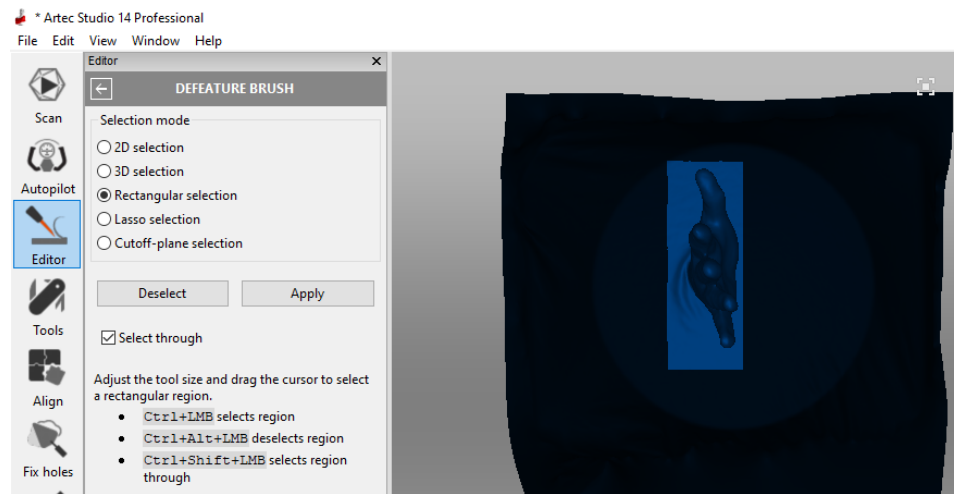 * Artec Studio 14 Professional
File Edit View Window Help
Editor
DEFEATURE BRUSH
Scan
Autopilot
Editor
Tools
Align
Fix holes
Selection mode
2D selection
3D selection
Rectangular selection
Lasso selection
Cutoff-plane selection
Deselect Apply
Select through
Adjust the tool size and drag the cursor to select
a rectangular region.
• Ctrl+LMB selects region
• Ctrl+Alt+LMB deselects region
• Ctrl+Shift+LMB selects region
through